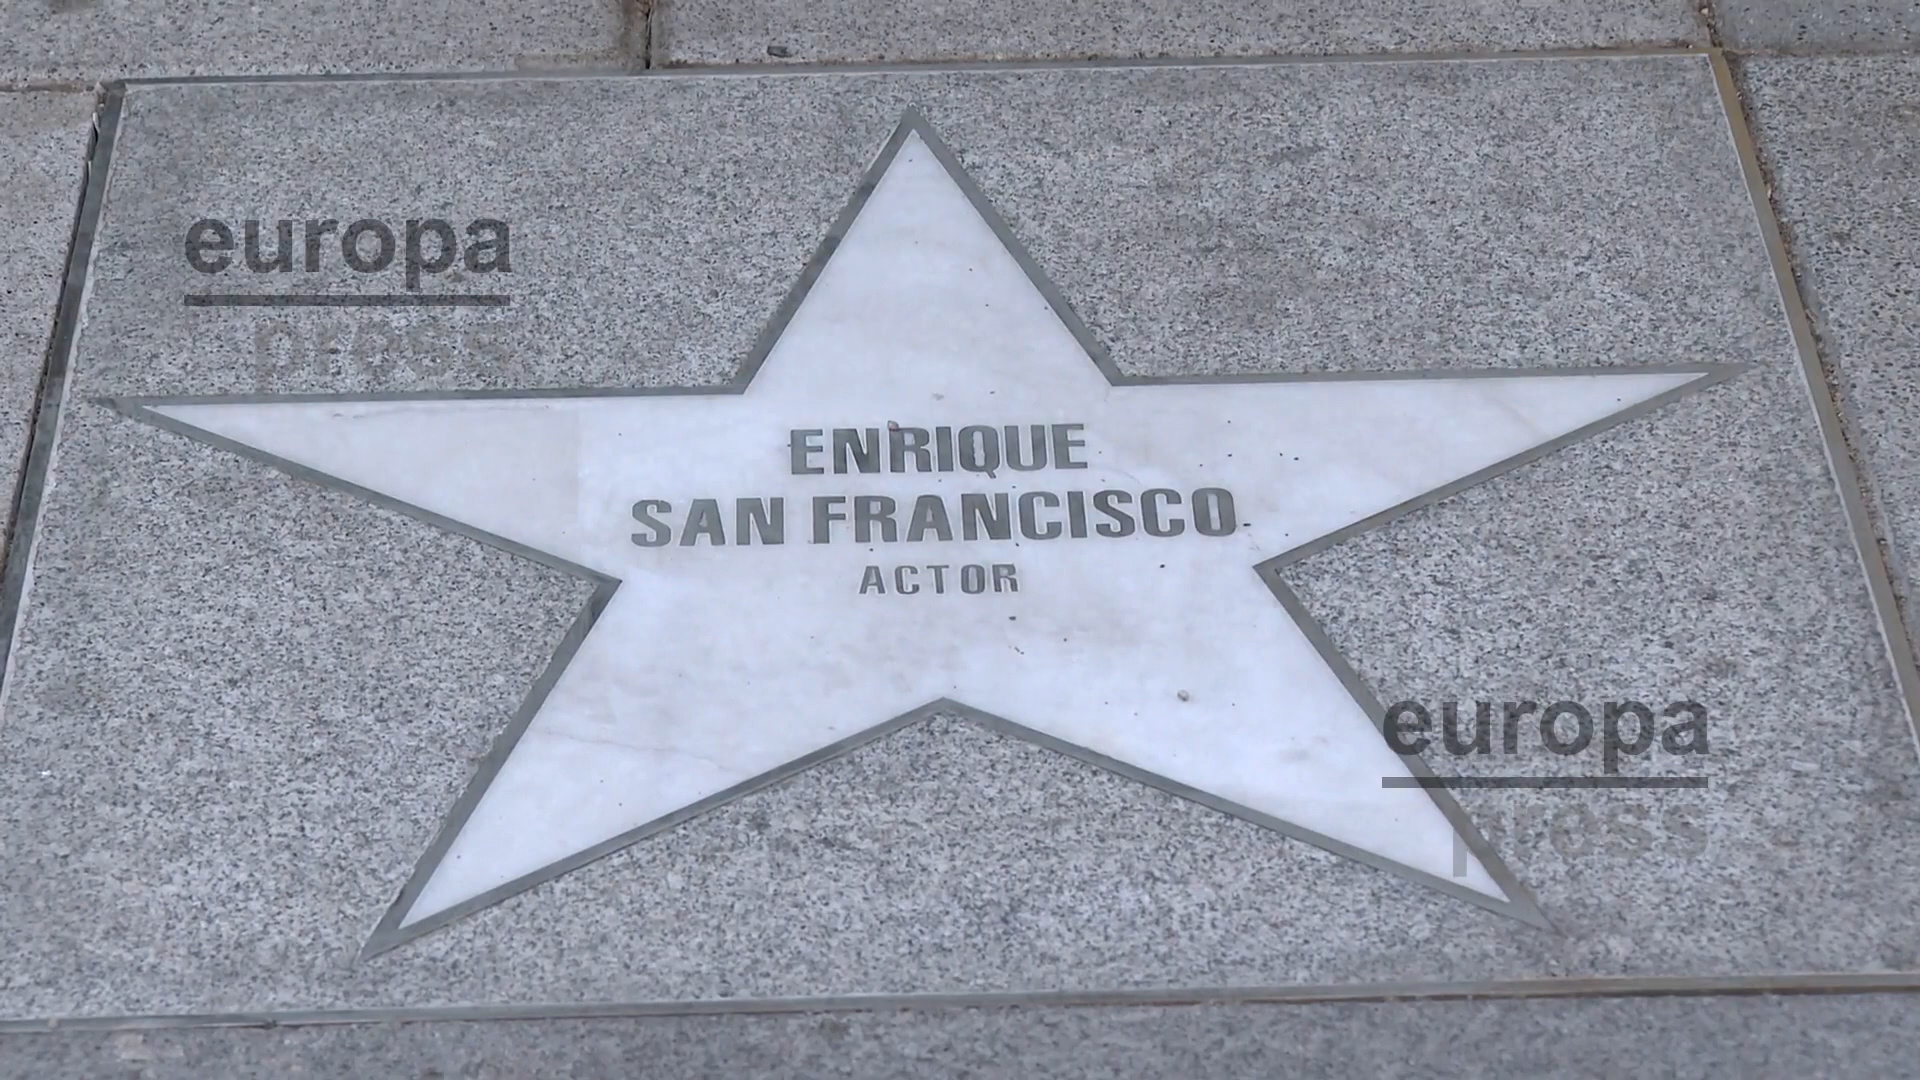 europa
press
ENRIQUE
SAN FRANCISCO
ACTOR
europa
press